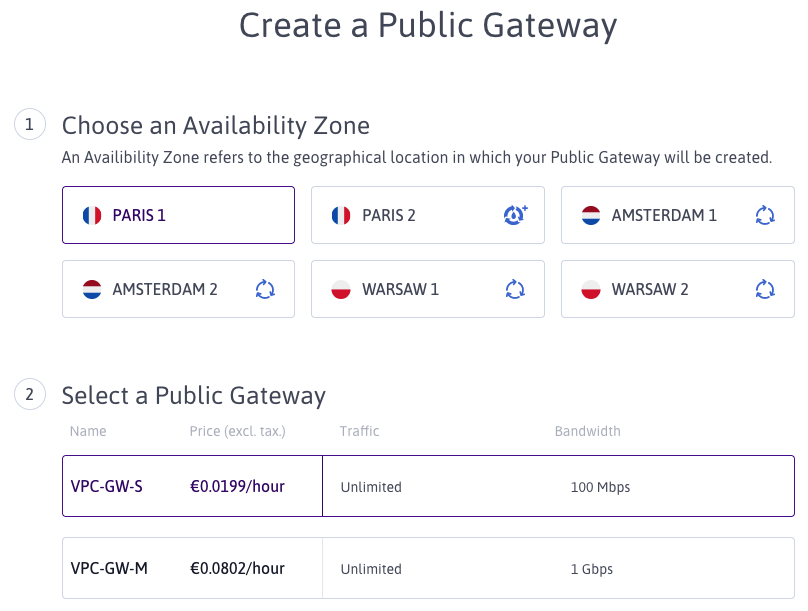 Create a Public Gateway
1 Choose an Availability Zone
An Availibility Zone refers to the geographical location in which your Public Gateway will be created.
PARIS 1 PARIS 2 AMSTERDAM 1
AMSTERDAM 2 WARSAW 1 WARSAW 2
2 Select a Public Gateway
Name Price (excl. tax.) Traffic Bandwidth
VPC-GW-S €0.0199/hour Unlimited 100 Mbps
VPC-GW-M €0.0802/hour Unlimited 1 Gbps